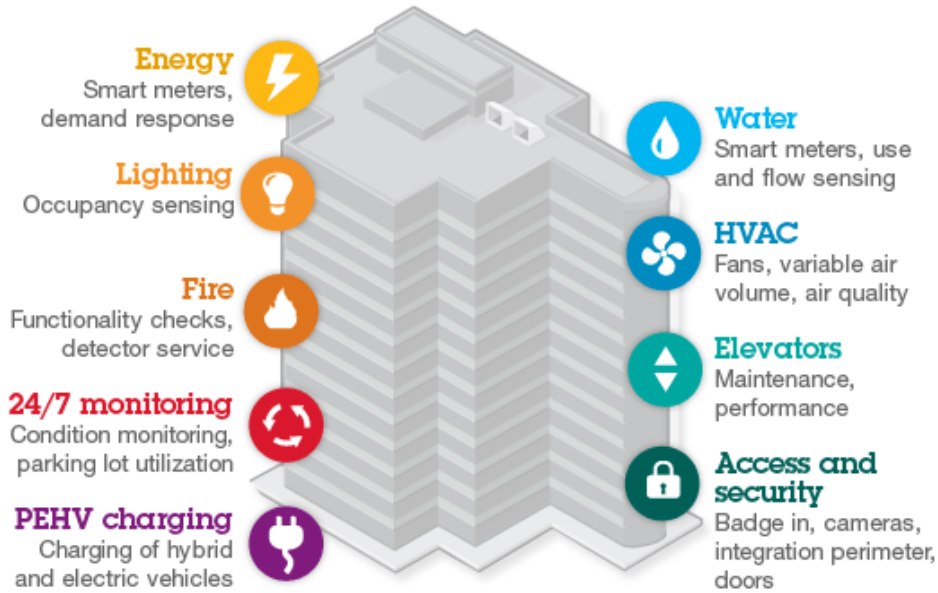 Energy
Smart meters,
demand response
Lighting
Occupancy sensing
Fire
Functionality checks,
detector service
24/7 monitoring
Condition monitoring,
parking lot utilization
PEHV charging
Charging of hybrid
and electric vehicles
Water
Smart meters, use
and flow sensing
HVAC
Fans, variable air
volume, air quality
Elevators
Maintenance,
performance
Access and
security
Badge in, cameras,
integration perimeter,
doors